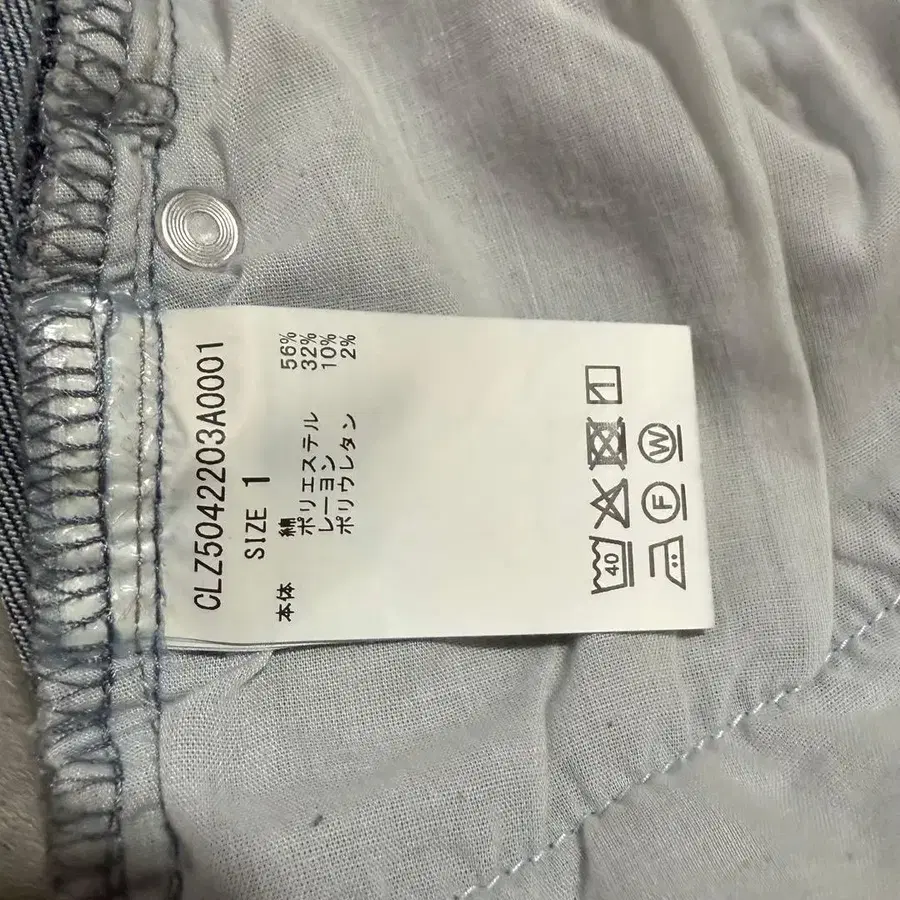 CLZ5042203A0001
SIZE 1
本体 綿 56%
ポリエステル 32%
レーヨン 10%
ポリウレタン 2%
40
F W